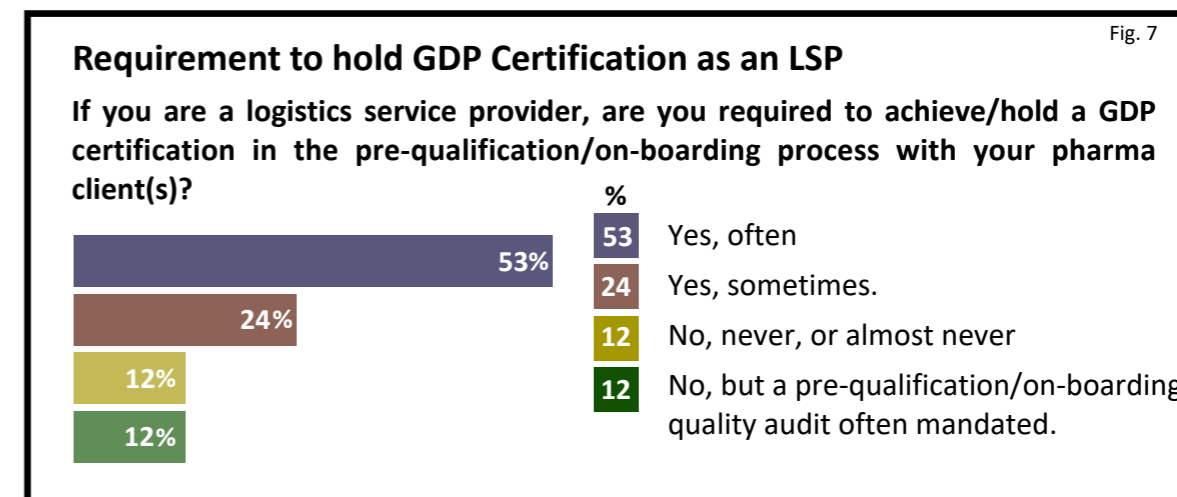 Fig. 7
Requirement to hold GDP Certification as an LSP
If you are a logistics service provider, are you required to achieve/hold a GDP
certification in the pre-qualification/on-boarding process with your pharma
client(s)?
%
53%
24%
12%
12%
53 Yes, often
24 Yes, sometimes.
12 No, never, or almost never
12 No, but a pre-qualification/on-boarding
quality audit often mandated.